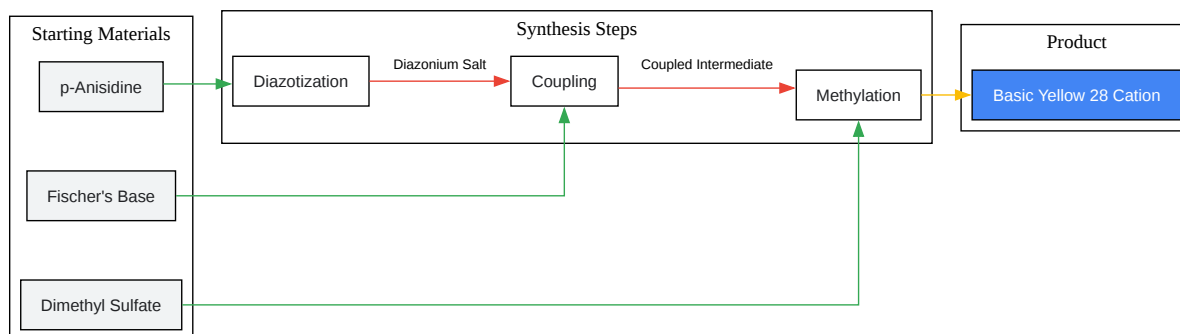 Starting Materials
p-Anisidine
Fischer's Base
Dimethyl Sulfate
Synthesis Steps
Diazotization
Diazonium Salt
Coupling
Coupled Intermediate
Methylation
Product
Basic Yellow 28 Cation